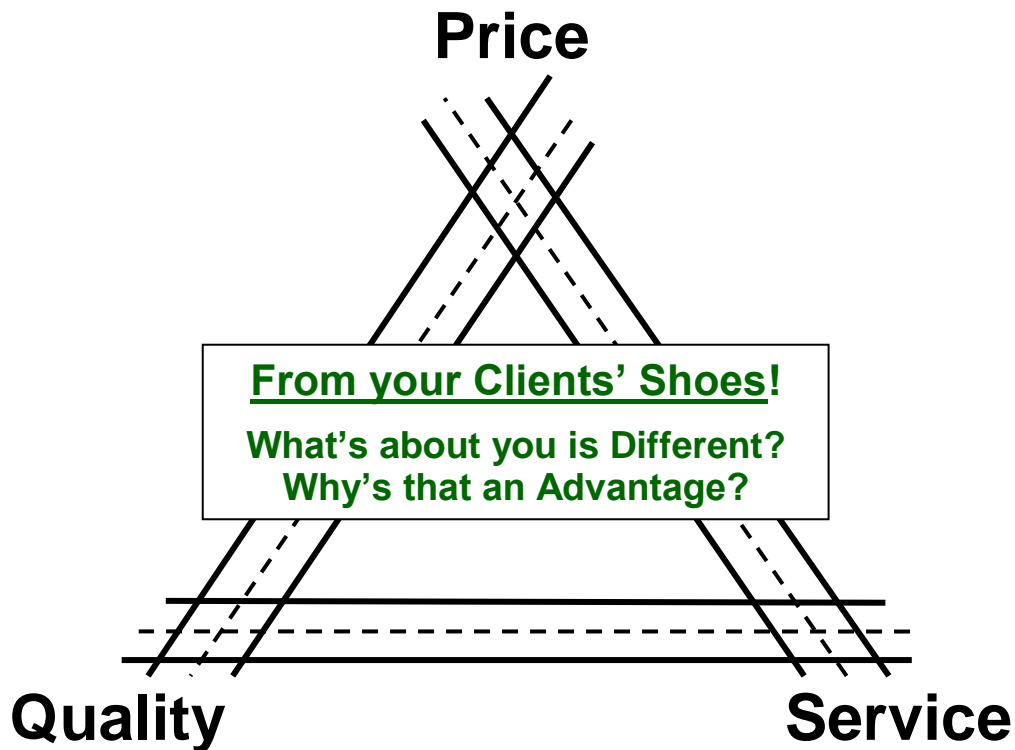 Price
From your Clients’ Shoes!
What’s about you is Different?
Why’s that an Advantage?
Quality
Service